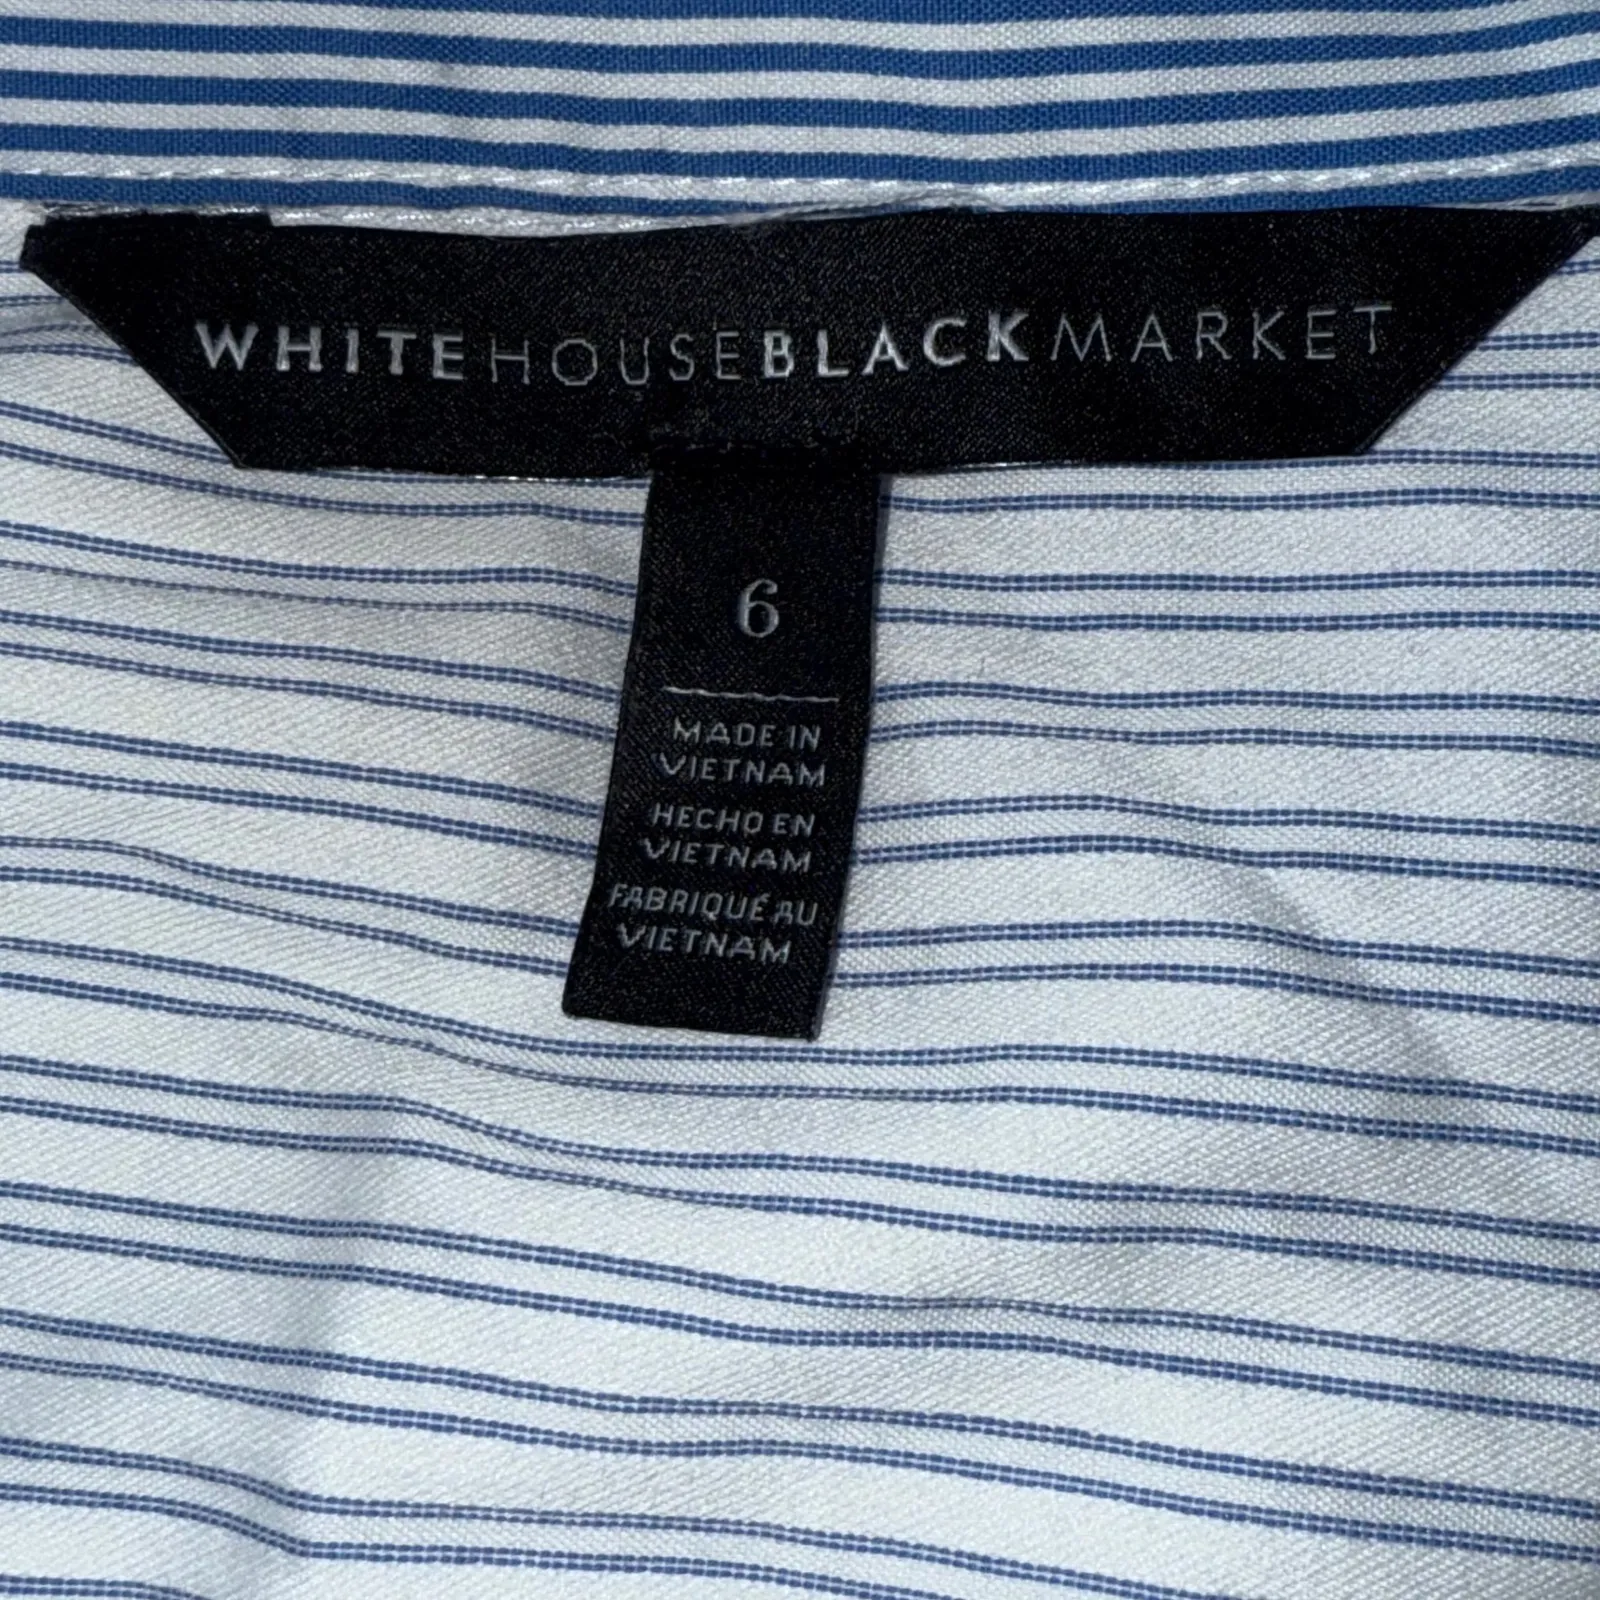 WHITEHOUSEBLACKMARKET
6
MADE IN
VIETNAM
HECHO EN
VIETNAM
FABRIQUÉ AU
VIETNAM